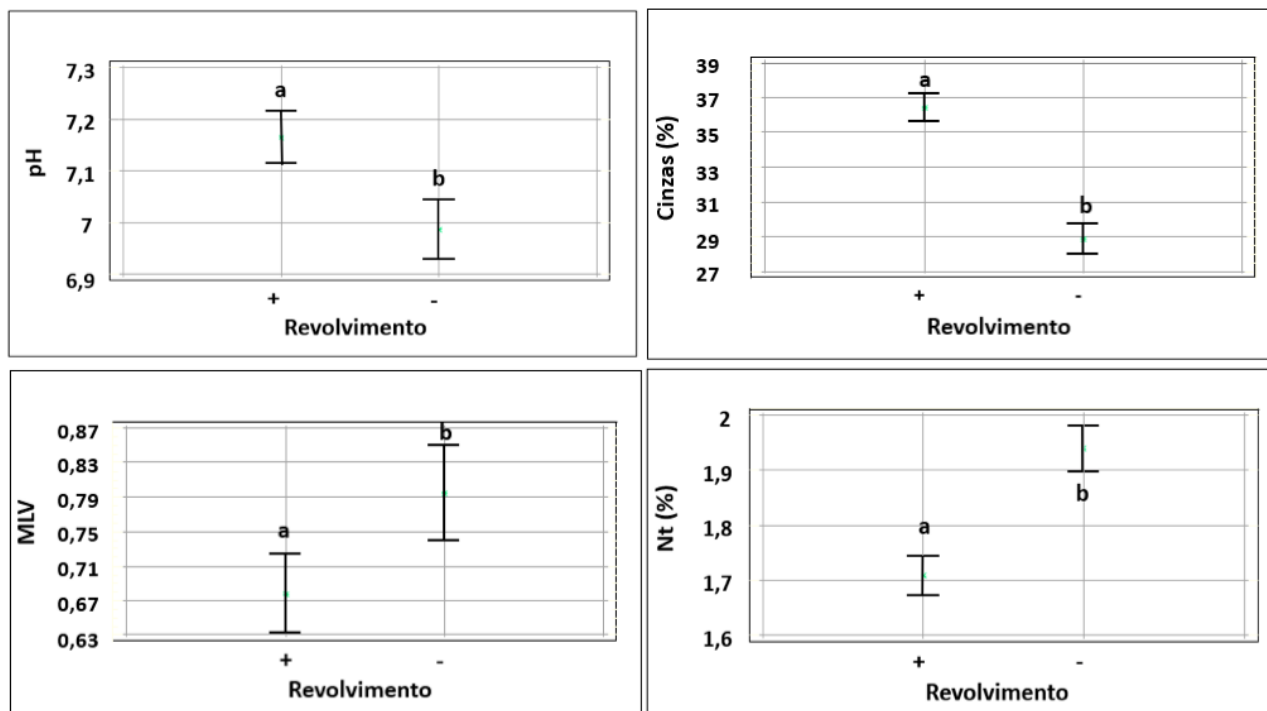 7,3
7,2
7,1
7
6,9
pH
a
b
+ -
Revolvimento
39
37
35
33
31
29
27
Cinzas (%)
a
b
+ -
Revolvimento
0,87
0,83
0,79
0,75
0,71
0,67
0,63
MLV
a
b
+ -
Revolvimento
2
1,9
1,8
1,7
1,6
Nt (%)
a
b
+ -
Revolvimento